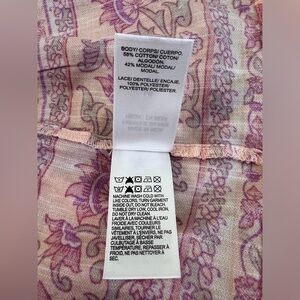 BODY/ CORPS/ CUERPO.
58% COTTON/ COTON/
ALGODÓN.
42% MODAL/ MODAL/
MODAL.
LACE/ DENTELLE/ ENCAJE.
100% POLYESTER/
POLYESTER/ POLIESTER.
MACHINE WASH COLD WITH
LIKE COLORS, TURN GARMENT
INSIDE OUT, DO NOT BLEACH,
TUMBLE DRY LOW, COOL IRON,
DO NOT DRY CLEAN.
LAVER À LA MACHINE À L'EAU
FROIDE AVEC COULEURS
SIMILAIRES, TOURNER LE
VÊTEMENT À L'ENVERS, NE PAS
JAVELLISER, SÉCHER PAR
CULBUTAGE À BASSE
TEMPÉRATURE, REPASSER À
FROID, NE PAS NETTOYER À
SEC.